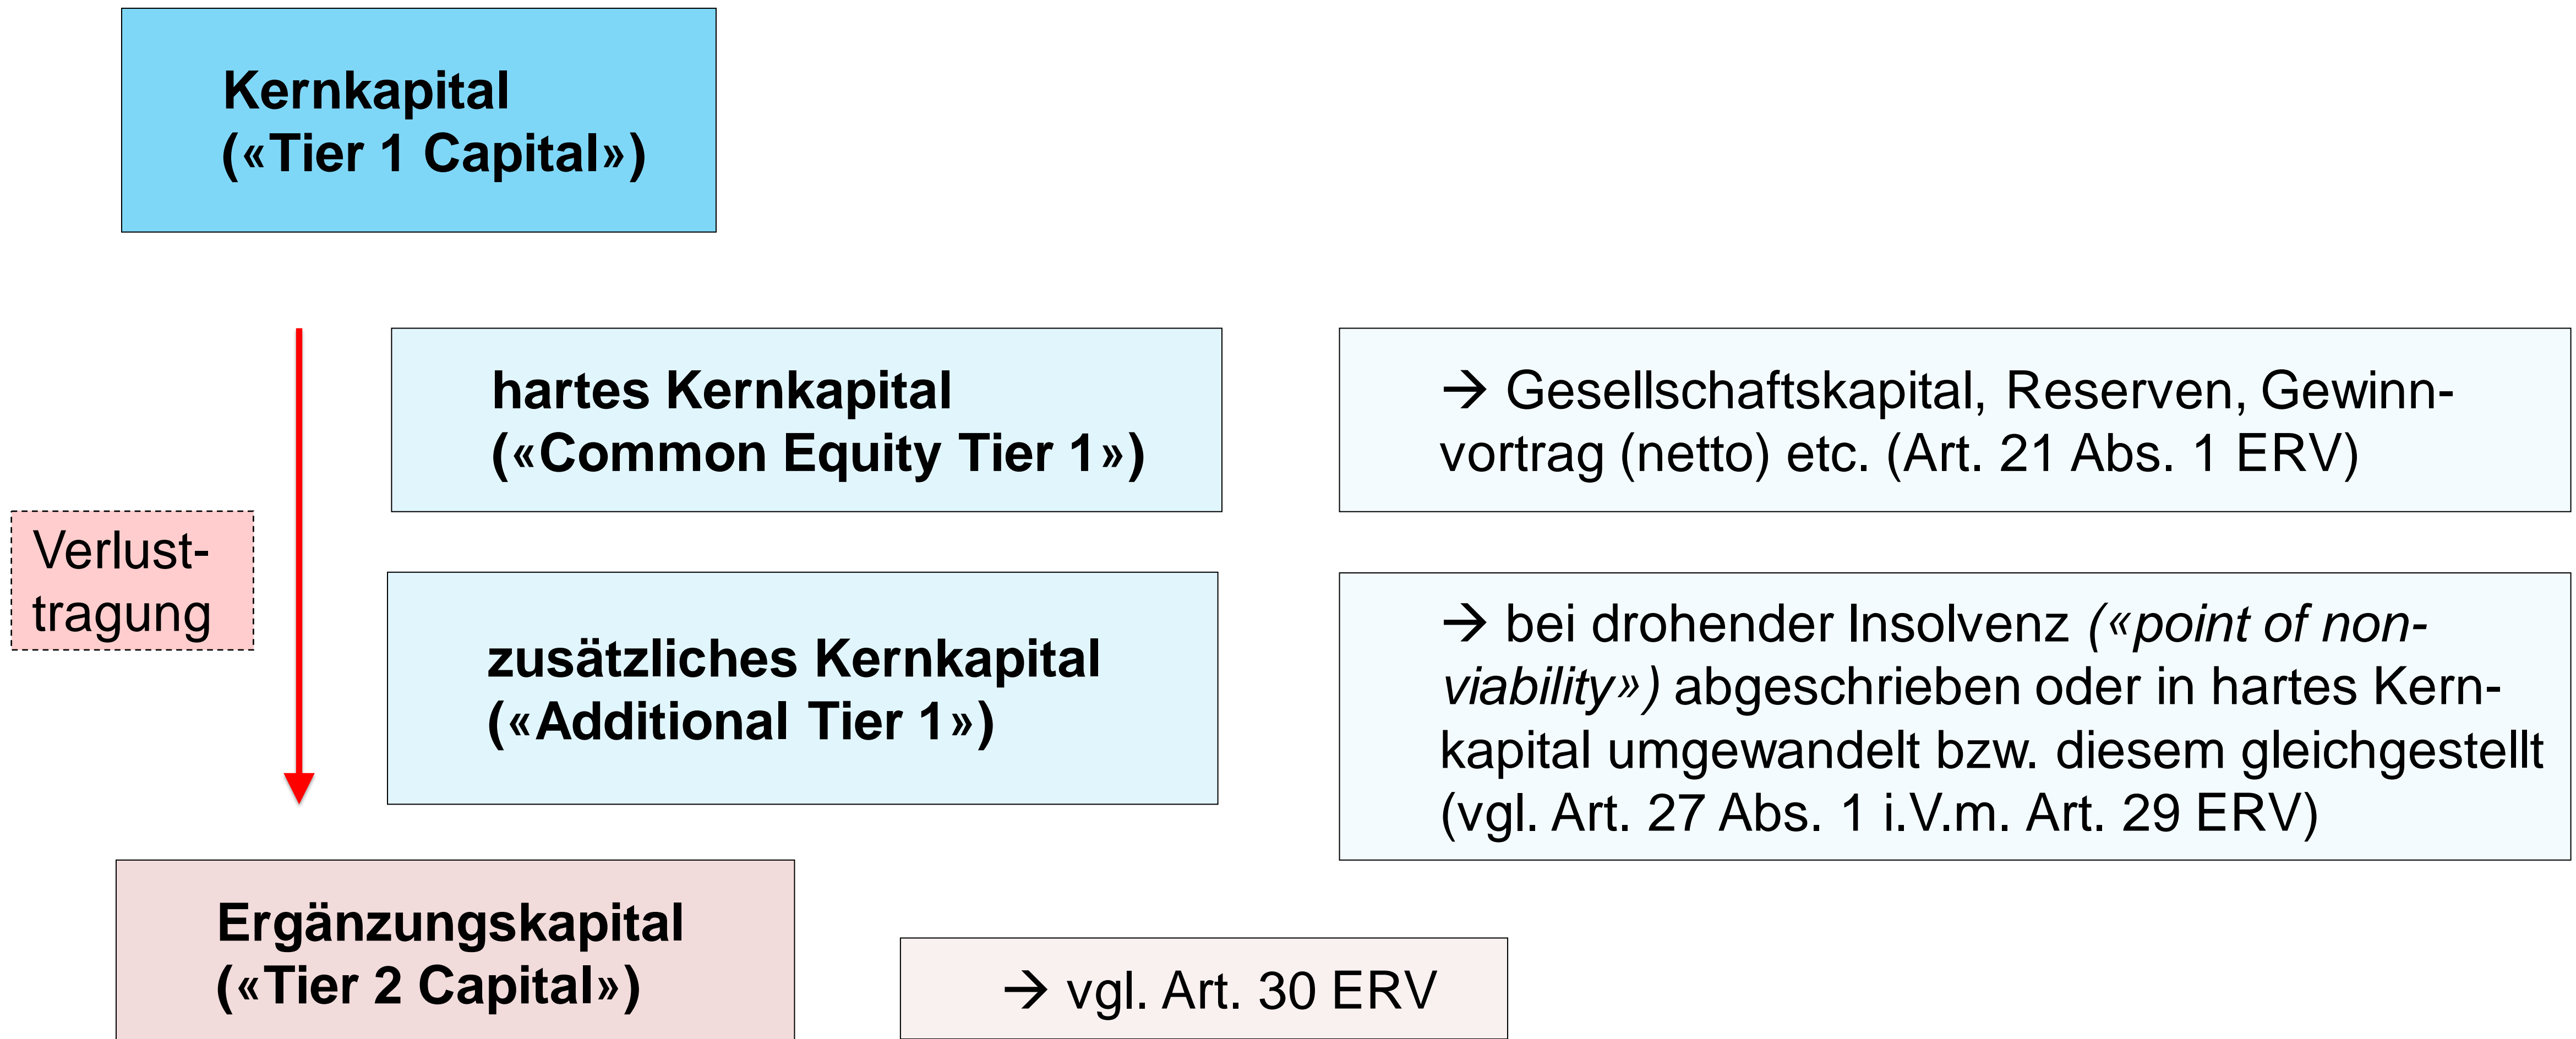 Kernkapital
(«Tier 1 Capital»)
hartes Kernkapital
(«Common Equity Tier 1»)
→ Gesellschaftskapital, Reserven, Gewinn-
vortrag (netto) etc. (Art. 21 Abs. 1 ERV)
Verlust-
tragung
zusätzliches Kernkapital
(«Additional Tier 1»)
→ bei drohender Insolvenz («point of non-
viability») abgeschrieben oder in hartes Kern-
kapital umgewandelt bzw. diesem gleichgestellt
(vgl. Art. 27 Abs. 1 i.V.m. Art. 29 ERV)
Ergänzungskapital
(«Tier 2 Capital»)
→ vgl. Art. 30 ERV